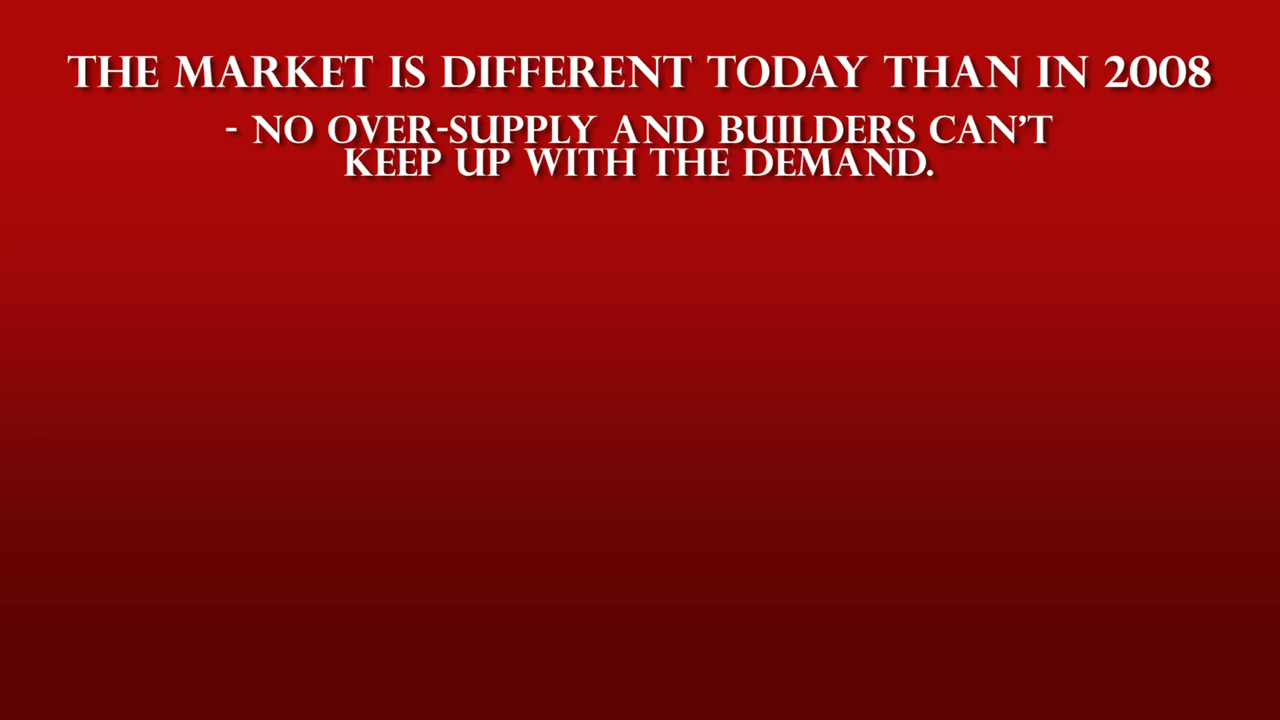 THE MARKET IS DIFFERENT TODAY THAN IN 2008
- NO OVER-SUPPLY AND BUILDERS CAN'T
KEEP UP WITH THE DEMAND.